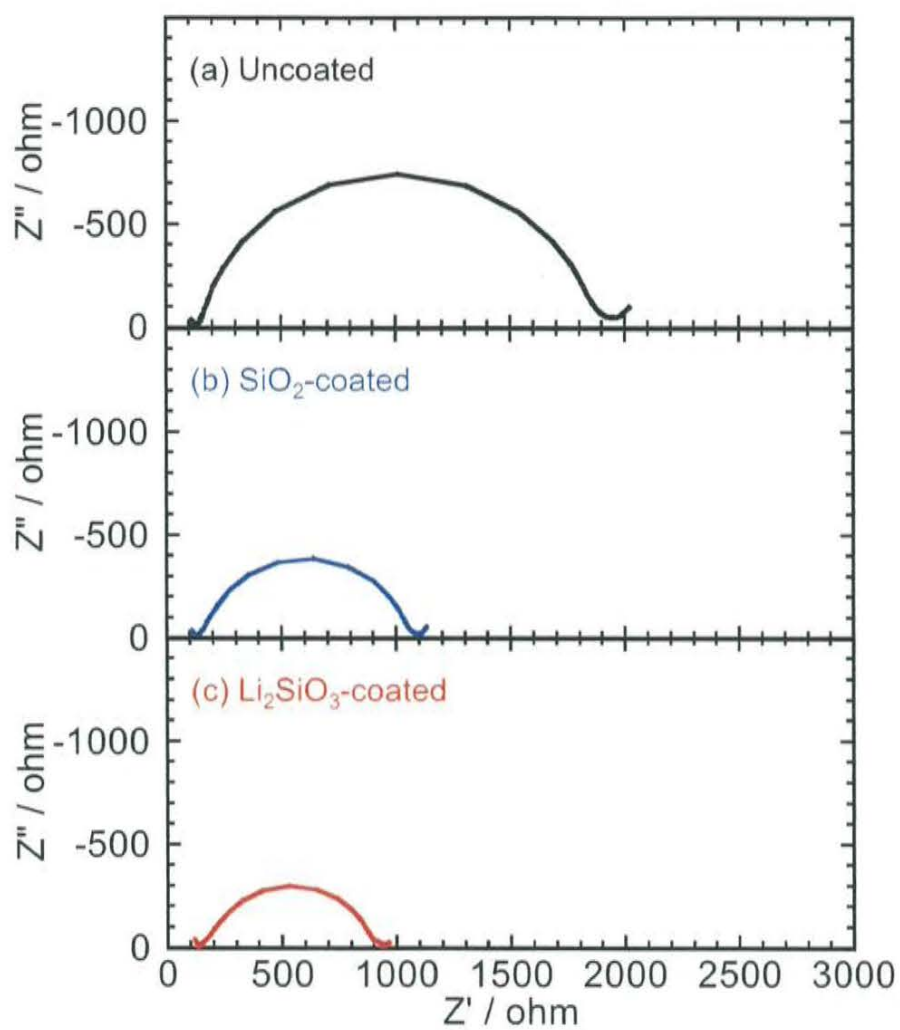 (a) Uncoated
Z" / ohm
-1000
-500
0
(b) SiO₂-coated
Z" / ohm
-1000
-500
0
(c) Li₂SiO₃-coated
Z" / ohm
-1000
-500
0
0 500 1000 1500 2000 2500 3000
Z' / ohm